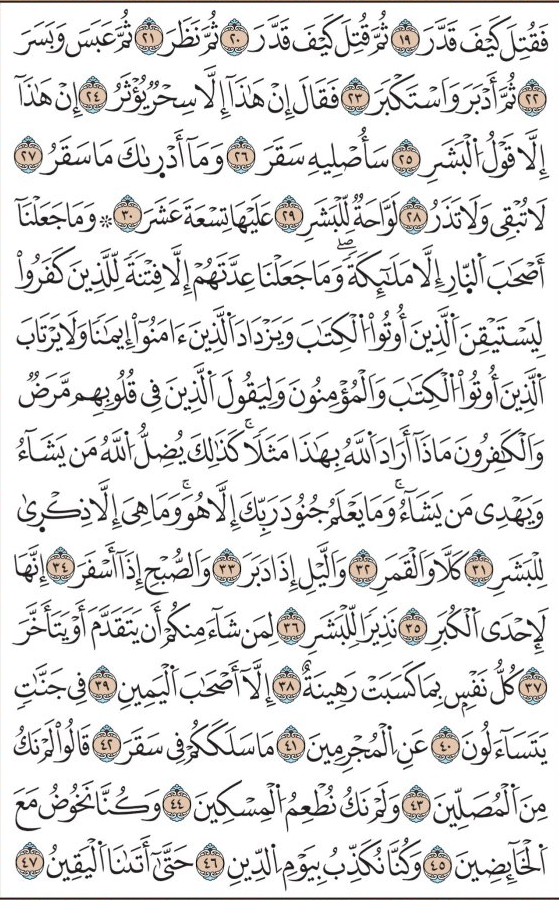 فَقُتِلَ كَيْفَ قَدَّرَ ١٩ ثُمَّ قُتِلَ كَيْفَ قَدَّرَ ٢٠ ثُمَّ نَظَرَ ٢١ ثُمَّ عَبَسَ وَبَسَرَ
٢٢ ثُمَّ أَدْبَرَ وَاسْتَكْبَرَ ٢٣ فَقَالَ إِنْ هَٰذَآ إِلَّا سِحْرٌ يُؤْثَرُ ٢٤ إِنْ هَٰذَآ
إِلَّا قَوْلُ الْبَشَرِ ٢٥ سَأُصْلِيهِ سَقَرَ ٢٦ وَمَآ أَدْرَىٰكَ مَا سَقَرُ ٢٧
لَا تُبْقِي وَلَا تَذَرُ ٢٨ لَوَّاحَةٌ لِّلْبَشَرِ ٢٩ عَلَيْهَا تِسْعَةَ عَشَرَ ٣٠ ۞ وَمَا جَعَلْنَآ
أَصْحَٰبَ النَّارِ إِلَّا مَلَٰٓئِكَةً ۖ وَمَا جَعَلْنَا عِدَّتَهُمْ إِلَّا فِتْنَةً لِّلَّذِينَ كَفَرُوا۟
لِيَسْتَيْقِنَ الَّذِينَ أُوتُوا۟ الْكِتَٰبَ وَيَزْدَادَ الَّذِينَ ءَامَنُوٓا۟ إِيمَٰنًا وَلَا يَرْتَابَ
الَّذِينَ أُوتُوا۟ الْكِتَٰبَ وَالْمُؤْمِنُونَ وَلِيَقُولَ الَّذِينَ فِي قُلُوبِهِم مَّرَضٌ
وَالْكَٰفِرُونَ مَاذَآ أَرَادَ اللَّهُ بِهَٰذَا مَثَلًا ۚ كَذَٰلِكَ يُضِلُّ اللَّهُ مَن يَشَآءُ
وَيَهْدِي مَن يَشَآءُ ۚ وَمَا يَعْلَمُ جُنُودَ رَبِّكَ إِلَّا هُوَ ۚ وَمَا هِيَ إِلَّا ذِكْرَىٰ
لِلْبَشَرِ ٣١ كَلَّا وَالْقَمَرِ ٣٢ وَالَّيْلِ إِذَا دَبَرَ ٣٣ وَالصُّبْحِ إِذَآ أَسْفَرَ ٣٤ إِنَّهَا
لَإِحْدَى الْكُبَرِ ٣٥ نَذِيرًا لِّلْبَشَرِ ٣٦ لِمَن شَآءَ مِنكُمْ أَن يَتَقَدَّمَ أَوْ يَتَأَخَّرَ
٣٧ كُلُّ نَفْسٍۭ بِمَا كَسَبَتْ رَهِينَةٌ ٣٨ إِلَّآ أَصْحَٰبَ الْيَمِينِ ٣٩ فِي جَنَّٰتٍ
يَتَسَآءَلُونَ ٤٠ عَنِ الْمُجْرِمِينَ ٤١ مَا سَلَكَكُمْ فِي سَقَرَ ٤٢ قَالُوا۟ لَمْ نَكُ
مِنَ الْمُصَلِّينَ ٤٣ وَلَمْ نَكُ نُطْعِمُ الْمِسْكِينَ ٤٤ وَكُنَّا نَخُوضُ مَعَ
الْخَآئِضِينَ ٤٥ وَكُنَّا نُكَذِّبُ بِيَوْمِ الدِّينِ ٤٦ حَتَّىٰٓ أَتَىٰنَا الْيَقِينُ ٤٧